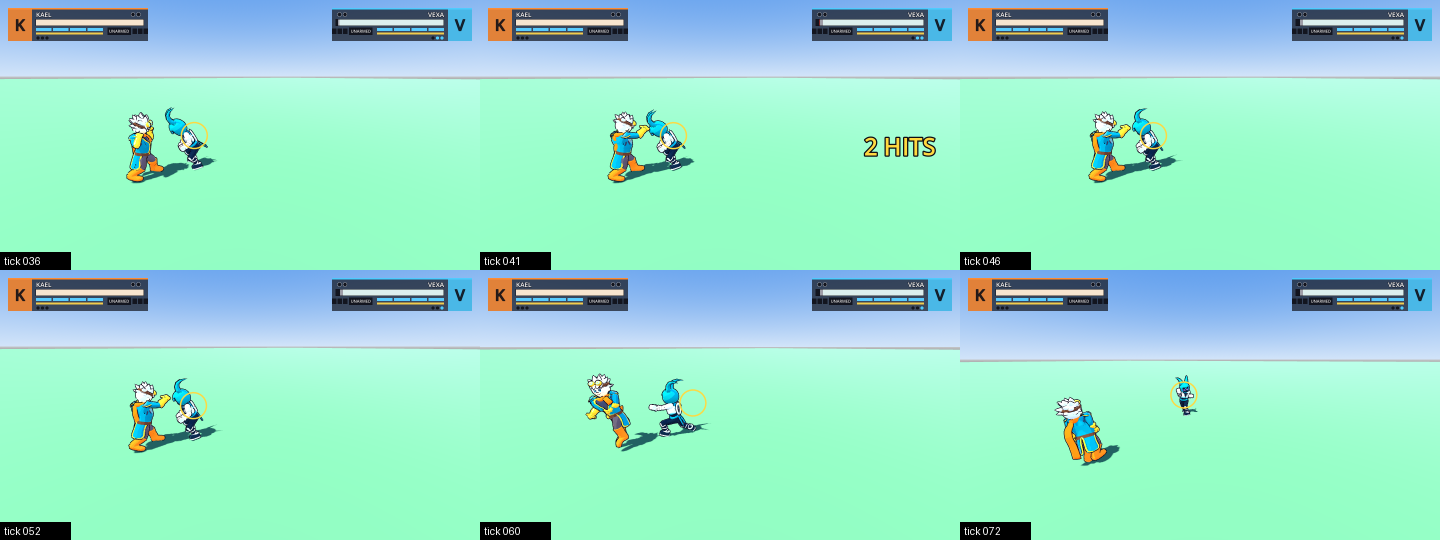 K KAEL UNARMED
VEXA UNARMED V
K KAEL UNARMED
VEXA UNARMED V
K KAEL UNARMED
VEXA UNARMED V
2 HITS
tick 036
tick 041
tick 046
K KAEL UNARMED
VEXA UNARMED V
K KAEL UNARMED
VEXA UNARMED V
K KAEL UNARMED
VEXA UNARMED V
tick 052
tick 060
tick 072